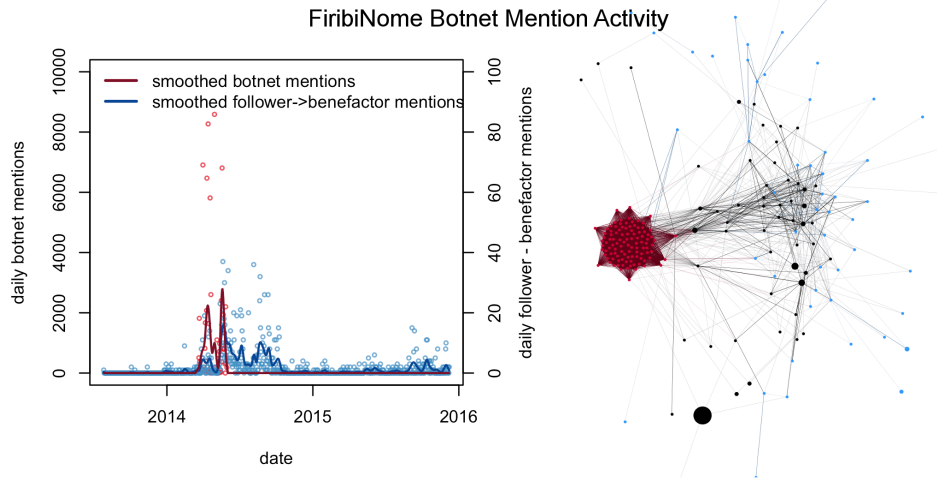 FiribiNome Botnet Mention Activity
smoothed botnet mentions
smoothed follower->benefactor mentions
daily botnet mentions
10000
8000
6000
4000
2000
0
100
80
60
40
20
0
daily follower - benefactor mentions
2014
2015
2016
date